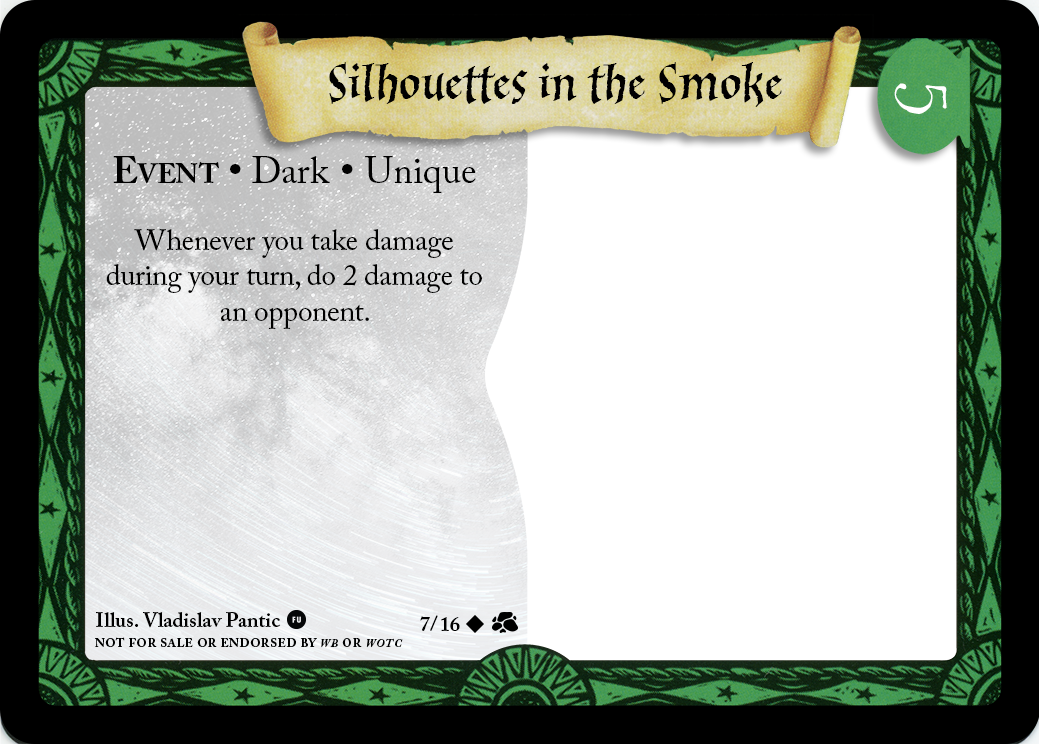 Silhouettes in the Smoke
5
EVENT • Dark • Unique
Whenever you take damage
during your turn, do 2 damage to
an opponent.
Illus. Vladislav Pantic FU
7/16
NOT FOR SALE OR ENDORSED BY WB OR WOTC